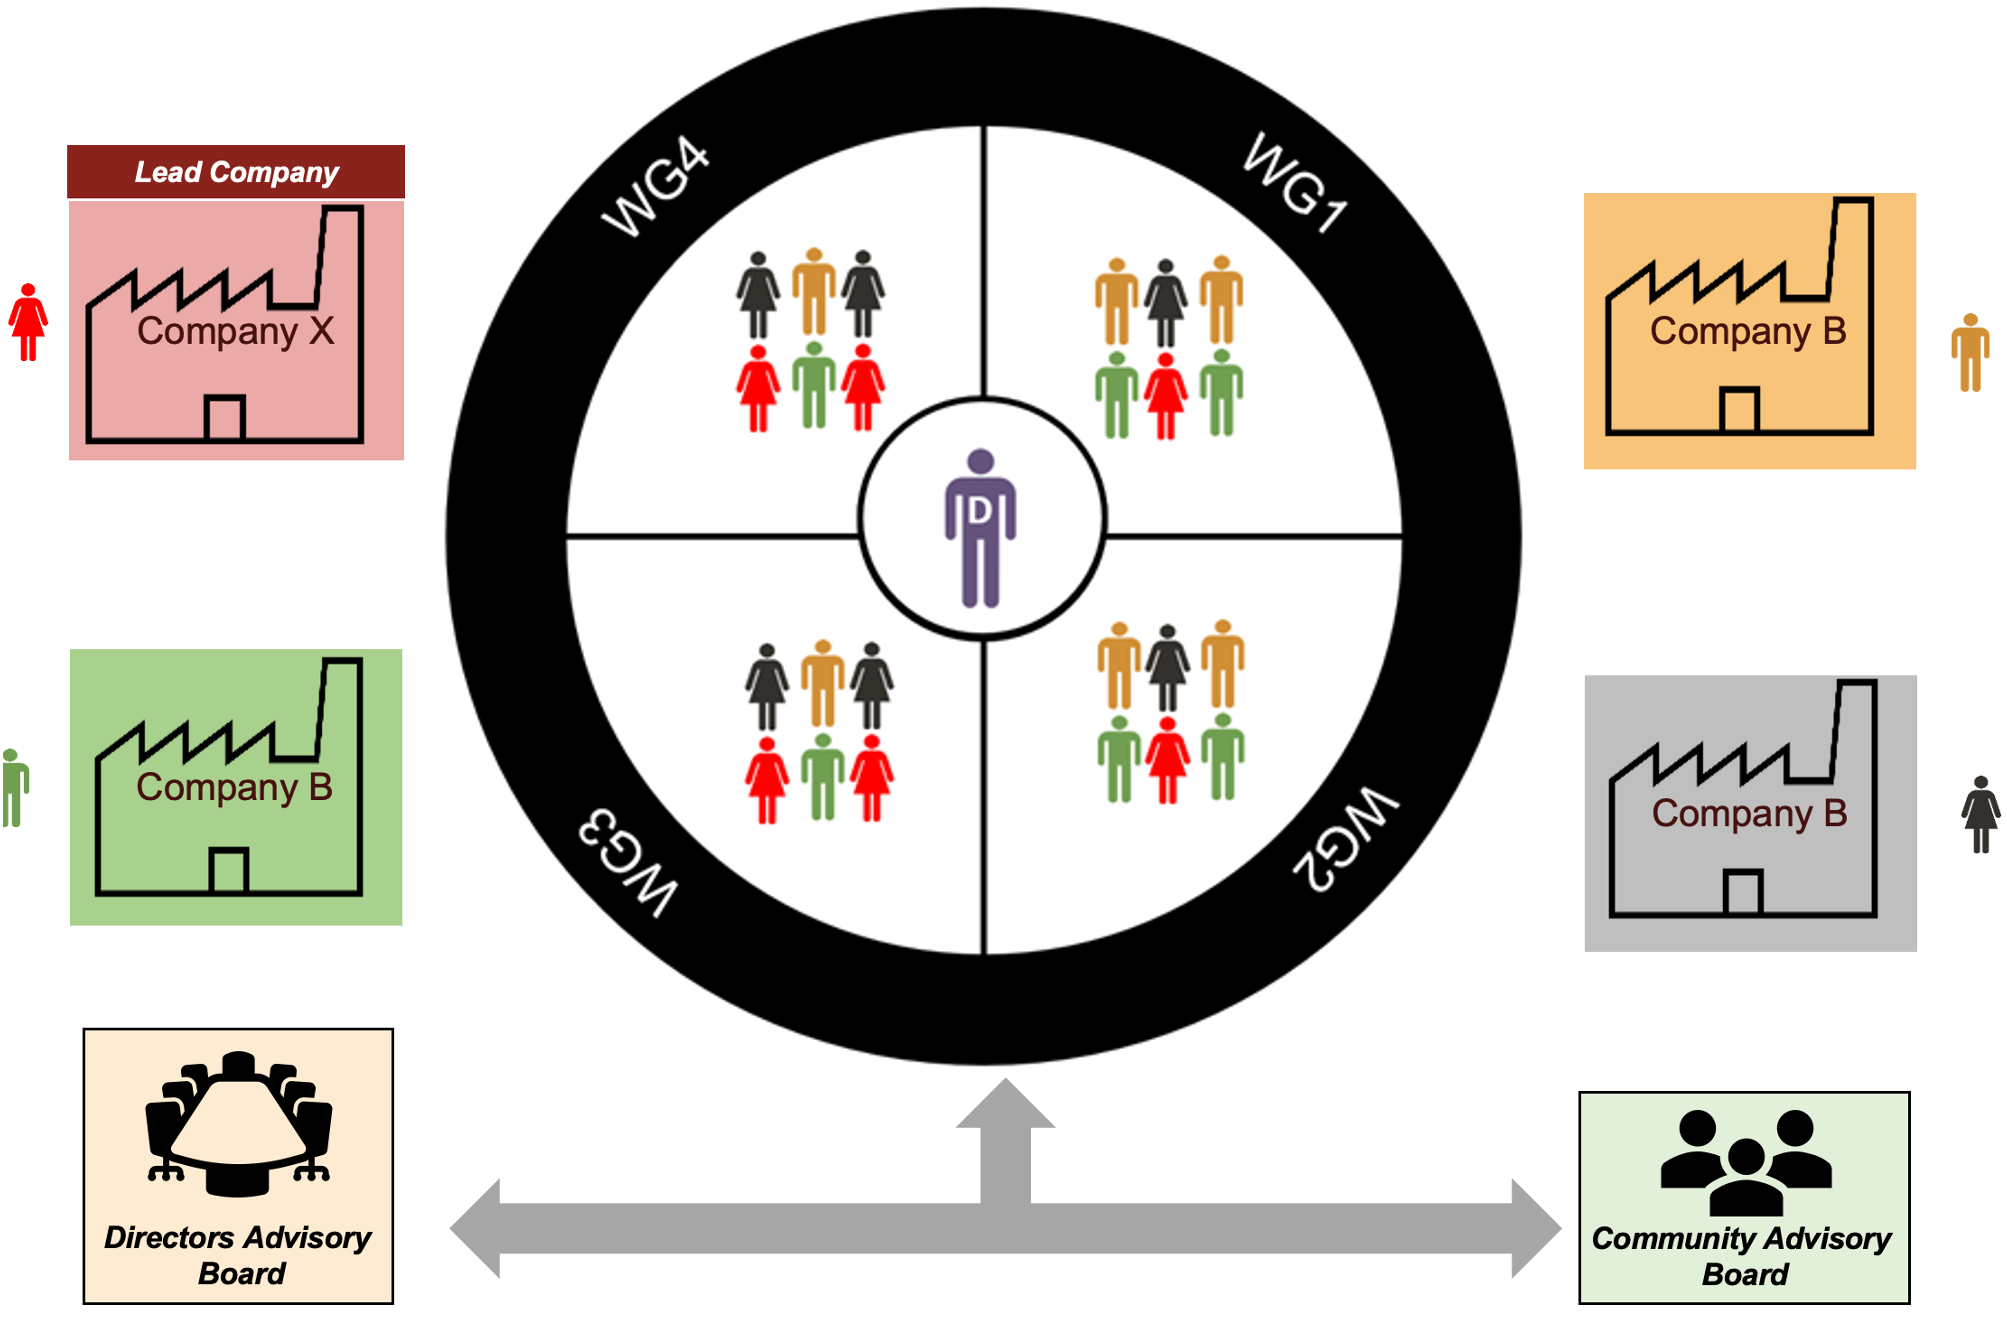 Lead Company
Company X
Company B
WG4
WG1
D
WG3
WG2
Company B
Company B
Directors Advisory
Board
Community Advisory
Board